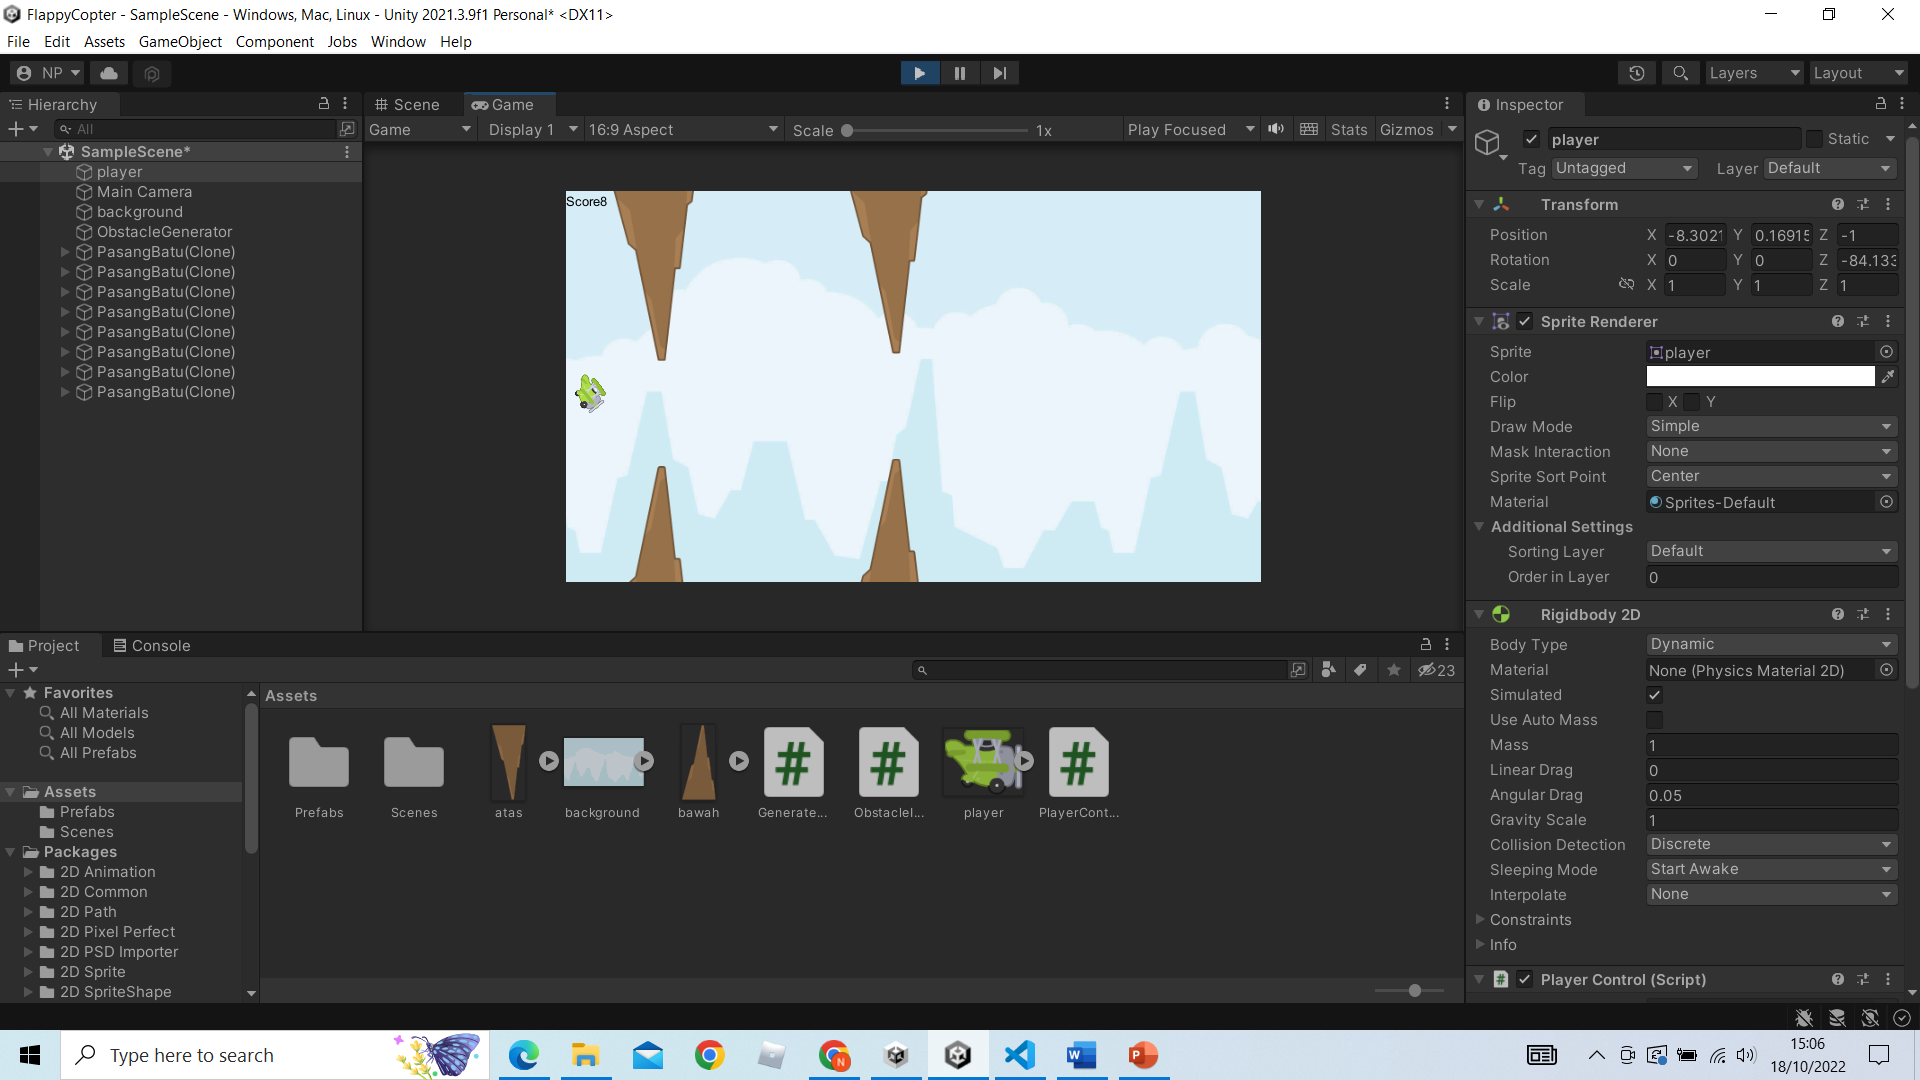 FlappyCopter - SampleScene - Windows, Mac, Linux - Unity 2021.3.9f1 Personal* <DX11>
File Edit Assets GameObject Component Jobs Window Help
NP Layers Layout
Hierarchy
All
SampleScene*
player
Main Camera
background
ObstacleGenerator
PasangBatu(Clone)
PasangBatu(Clone)
PasangBatu(Clone)
PasangBatu(Clone)
PasangBatu(Clone)
PasangBatu(Clone)
PasangBatu(Clone)
PasangBatu(Clone)
Scene Game
Game Display 1 16:9 Aspect Scale 1x Play Focused Stats Gizmos
Score8
Inspector
player Static
Tag Untagged Layer Default
Transform
Position X -8.3021 Y 0.16915 Z -1
Rotation X 0 Y 0 Z -84.133
Scale X 1 Y 1 Z 1
Sprite Renderer
Sprite player
Color
Flip X Y
Draw Mode Simple
Mask Interaction None
Sprite Sort Point Center
Material Sprites-Default
Additional Settings
Sorting Layer Default
Order in Layer 0
Rigidbody 2D
Body Type Dynamic
Material None (Physics Material 2D)
Simulated
Use Auto Mass
Mass 1
Linear Drag 0
Angular Drag 0.05
Gravity Scale 1
Collision Detection Discrete
Sleeping Mode Start Awake
Interpolate None
Constraints
Info
Player Control (Script)
Project Console
23
Favorites
All Materials
All Models
All Prefabs
Assets
Prefabs
Scenes
Packages
2D Animation
2D Common
2D Path
2D Pixel Perfect
2D PSD Importer
2D Sprite
2D SpriteShape
Assets
Prefabs Scenes atas background bawah Generate... Obstaclel... player PlayerCont...
Type here to search
15:06
18/10/2022